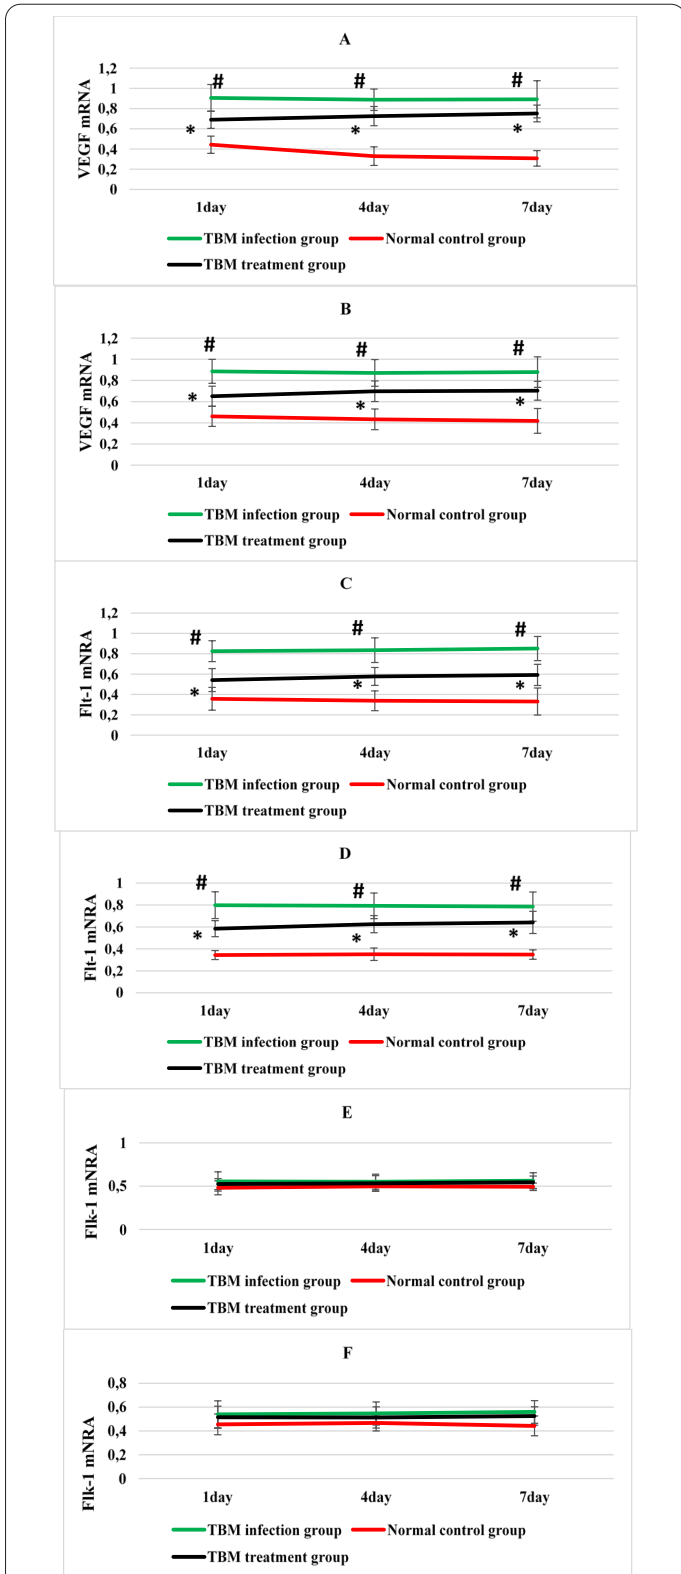 A
VEGF mRNA
1,2
1
0,8
0,6
0,4
0,2
0
# # #
* * *
1day 4day 7day
TBM infection group Normal control group
TBM treatment group
B
VEGF mRNA
1,2
1
0,8
0,6
0,4
0,2
0
# # #
* * *
1day 4day 7day
TBM infection group Normal control group
TBM treatment group
C
Flt-1 mNRA
1,2
1
0,8
0,6
0,4
0,2
0
# # #
* * *
1day 4day 7day
TBM infection group Normal control group
TBM treatment group
D
Flt-1 mNRA
1
0,8
0,6
0,4
0,2
0
# # #
* * *
1day 4day 7day
TBM infection group Normal control group
TBM treatment group
E
Flk-1 mNRA
1
0,5
0
1day 4day 7day
TBM infection group Normal control group
TBM treatment group
F
Flk-1 mNRA
0,8
0,6
0,4
0,2
0
1day 4day 7day
TBM infection group Normal control group
TBM treatment group